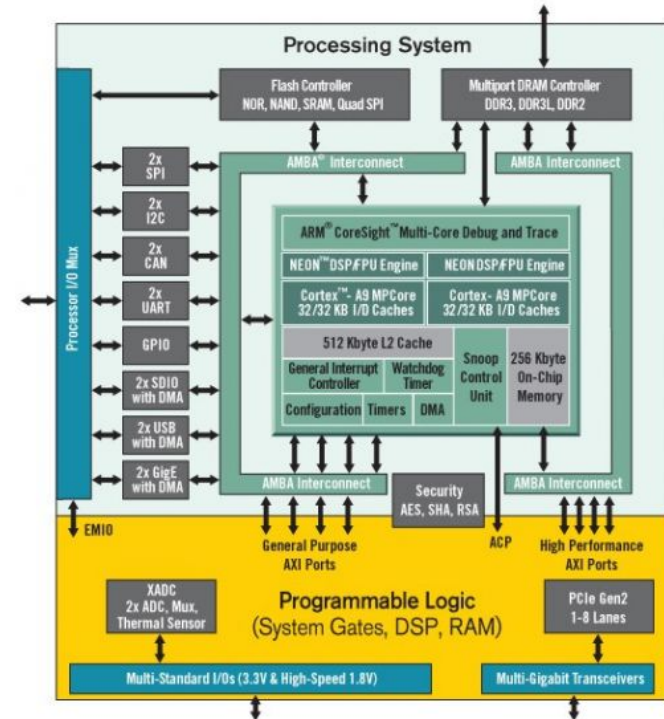 Processing System
Flash Controller
NOR, NAND, SRAM, Quad SPI
Multiport DRAM Controller
DDR3, DDR3L, DDR2
Processor I/O Mux
2x
SPI
2x
I2C
2x
CAN
2x
UART
GPIO
2x SDIO
with DMA
2x USB
with DMA
2x GigE
with DMA
AMBA® Interconnect
AMBA Interconnect
ARM® CoreSight™ Multi-Core Debug and Trace
NEON™ DSP/FPU Engine
NEON DSP/FPU Engine
Cortex™- A9 MPCore
32/32 KB I/D Caches
Cortex- A9 MPCore
32/32 KB I/D Caches
512 Kbyte L2 Cache
General Interrupt
Controller
Watchdog
Timer
Configuration
Timers
DMA
Snoop
Control
Unit
256 Kbyte
On-Chip
Memory
AMBA Interconnect
Security
AES, SHA, RSA
AMBA Interconnect
EMIO
General Purpose
AXI Ports
ACP
High Performance
AXI Ports
XADC
2x ADC, Mux,
Thermal Sensor
Programmable Logic
(System Gates, DSP, RAM)
PCIe Gen2
1-8 Lanes
Multi-Standard I/Os (3.3V & High-Speed 1.8V)
Multi-Gigabit Transceivers